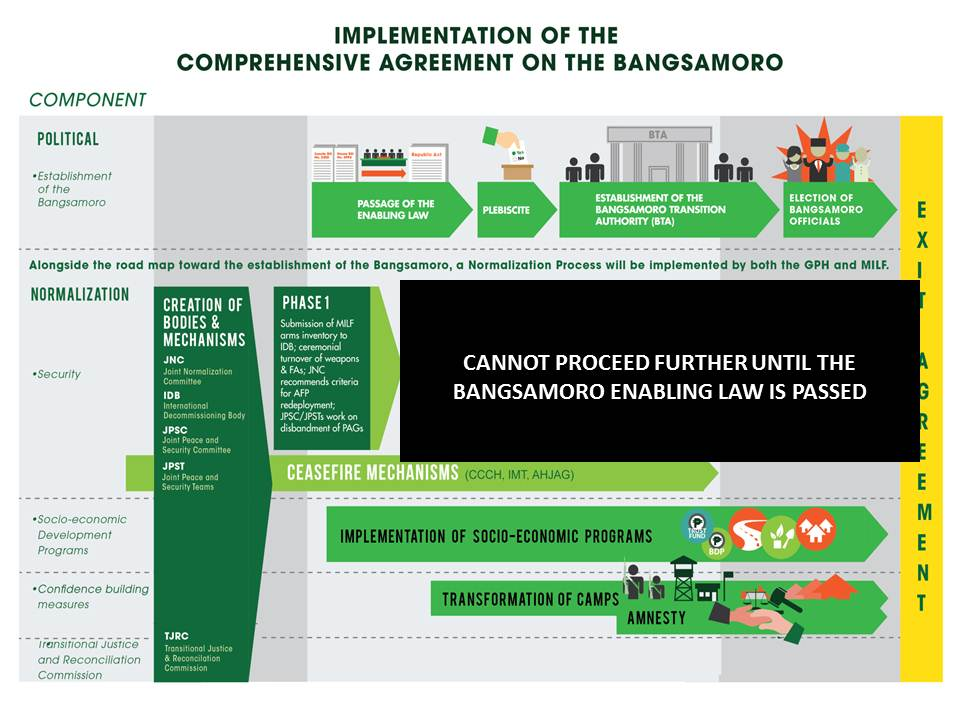 IMPLEMENTATION OF THE
COMPREHENSIVE AGREEMENT ON THE BANGSAMORO
COMPONENT
POLITICAL
•Establishment
of the
Bangsamoro
Republic Act
Yes
No
BTA
PASSAGE OF THE
ENABLING LAW
PLEBISCITE
ESTABLISHMENT OF THE
BANGSAMORO TRANSITION
AUTHORITY (BTA)
ELECTION OF
BANGSAMORO
OFFICIALS
Alongside the road map toward the establishment of the Bangsamoro, a Normalization Process will be implemented by both the GPH and MILF.
NORMALIZATION
•Security
CREATION OF
BODIES &
MECHANISMS
JNC
Joint Normalization
Committee
IDB
International
Decommissioning Body
JPSC
Joint Peace and
Security Committee
JPST
Joint Peace and
Security Teams
PHASE 1
Submission of MILF
arms inventory to
IDB; ceremonial
turnover of weapons
& FAs; JNC
recommends criteria
for AFP
redeployment;
JPSC/JPSTs work on
disbandment of PAGs
CANNOT PROCEED FURTHER UNTIL THE
BANGSAMORO ENABLING LAW IS PASSED
CEASEFIRE MECHANISMS (CCCH, IMT, AHJAG)
•Socio-economic
Development
Programs
IMPLEMENTATION OF SOCIO-ECONOMIC PROGRAMS
TRUST
FUND
BDP
•Confidence building
measures
TRANSFORMATION OF CAMPS
AMNESTY
•Transitional Justice
and Reconciliation
Commission
TJRC
Transitional Justice
& Reconcilation
Commission
EXIT AGREEMENT